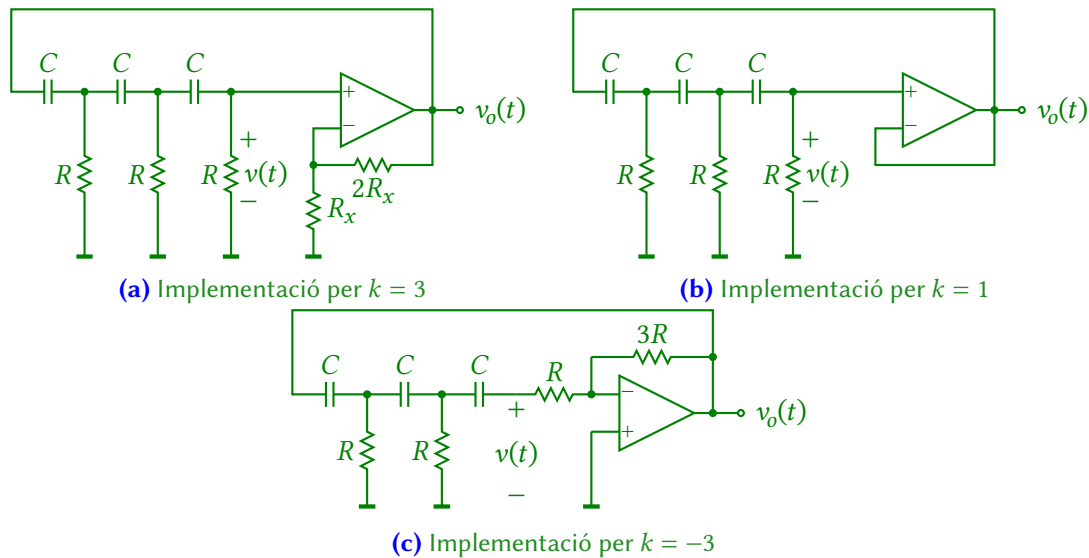 C C C
+
−
v_o(t)
R R R
+
v(t)
−
2R_x
R_x
(a) Implementació per k = 3
C C C
+
−
v_o(t)
R R R
+
v(t)
−
(b) Implementació per k = 1
3R
C C C R
−
+
v_o(t)
R R
+
v(t)
−
(c) Implementació per k = −3